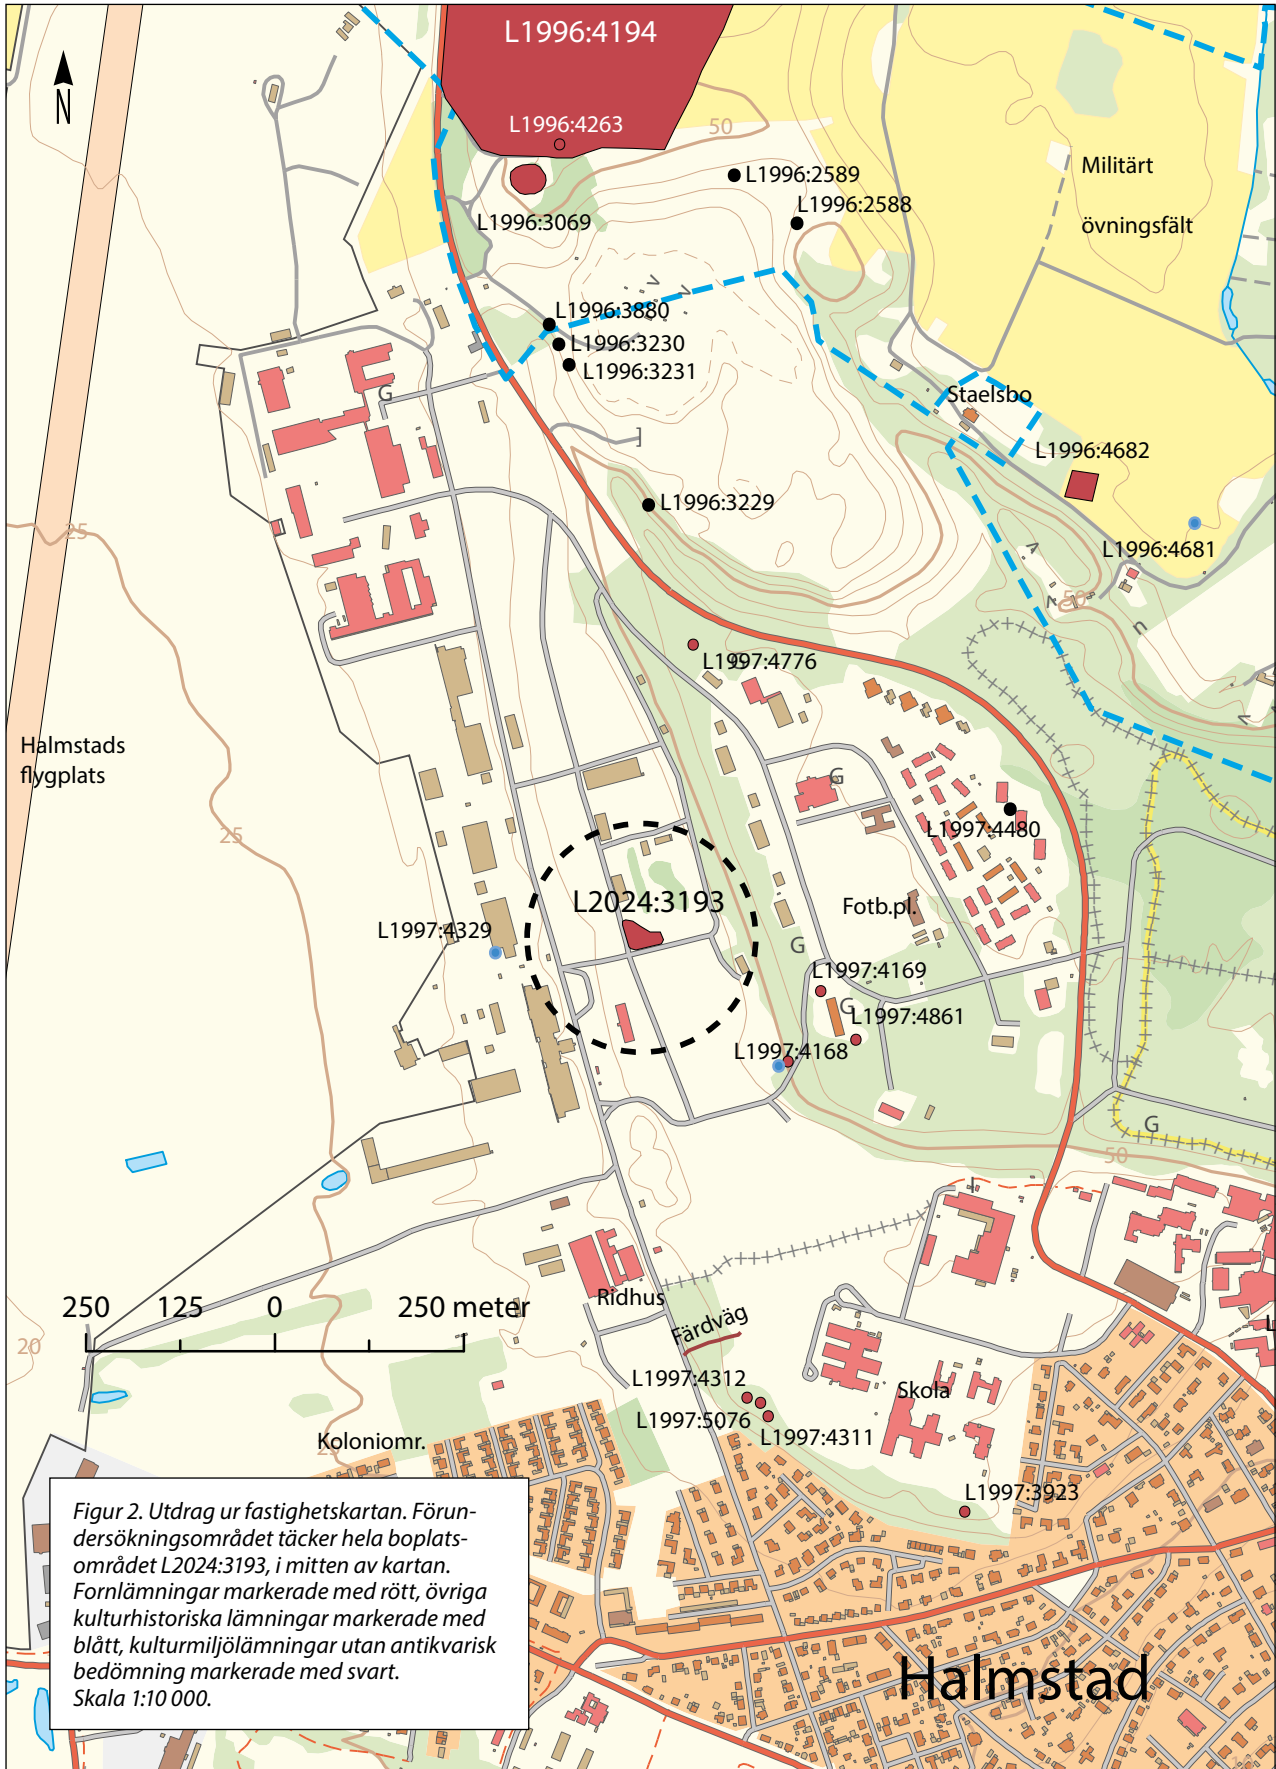 L1996:4194
N
L1996:4263
50
L1996:2589
Militärt
L1996:2588
L1996:3069
övningsfält
L1996:3880
L1996:3230
L1996:3231
G
Staelsbo
L1996:4682
L1996:3229
25
L1996:4681
50
n
L1997:4776
Halmstads
flygplats
G
25
L1997:4480
L2024:3193
Fotb.pl.
L1997:4329
G
L1997:4169
G
L1997:4861
L1997:4168
G
50
250 125 0 250 meter
Ridhus
Färdväg
20
L1997:4312
Skola
L1997:5076
L1997:4311
Koloniomr.
25
L1997:3923
Figur 2. Utdrag ur fastighetskartan. Förun-
dersökningsområdet täcker hela boplats-
området L2024:3193, i mitten av kartan.
Fornlämningar markerade med rött, övriga
kulturhistoriska lämningar markerade med
blått, kulturmiljölämningar utan antikvarisk
bedömning markerade med svart.
Skala 1:10 000.
Halmstad